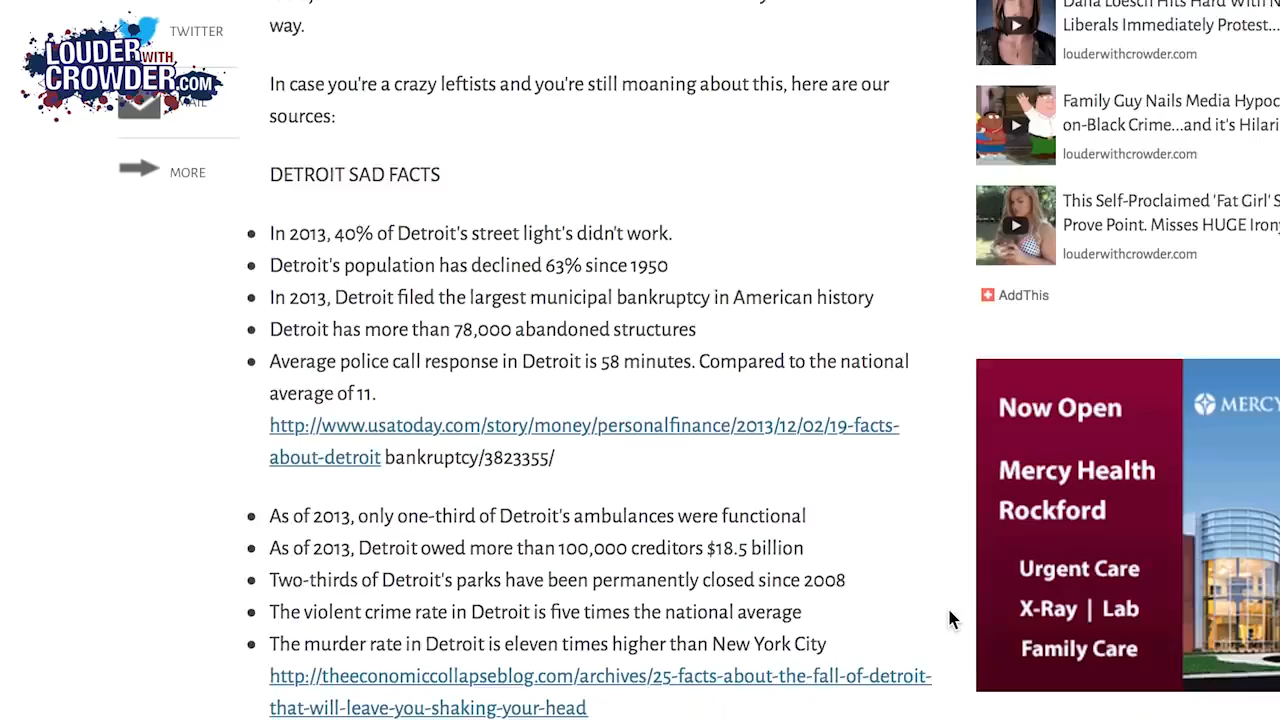 way.
In case you're a crazy leftists and you're still moaning about this, here are our
sources:
DETROIT SAD FACTS
In 2013, 40% of Detroit's street light's didn't work.
Detroit's population has declined 63% since 1950
In 2013, Detroit filed the largest municipal bankruptcy in American history
Detroit has more than 78,000 abandoned structures
Average police call response in Detroit is 58 minutes. Compared to the national
average of 11.
http://www.usatoday.com/story/money/personalfinance/2013/12/02/19-facts-
about-detroit bankruptcy/3823355/
As of 2013, only one-third of Detroit's ambulances were functional
As of 2013, Detroit owed more than 100,000 creditors $18.5 billion
Two-thirds of Detroit's parks have been permanently closed since 2008
The violent crime rate in Detroit is five times the national average
The murder rate in Detroit is eleven times higher than New York City
http://theeconomiccollapseblog.com/archives/25-facts-about-the-fall-of-detroit-
that-will-leave-you-shaking-your-head
TWITTER
LOUDER WITH
CROWDER.COM
MORE
Dana Loesch Hits Hard With
Liberals Immediately Protest...
louderwithcrowder.com
Family Guy Nails Media
on-Black Crime...and it's
louderwithcrowder.com
This Self-Proclaimed 'Fat Girl'
Prove Point. Misses HUGE
louderwithcrowder.com
AddThis
Now Open
Mercy Health
Rockford
Urgent Care
X-Ray | Lab
Family Care
MERCY